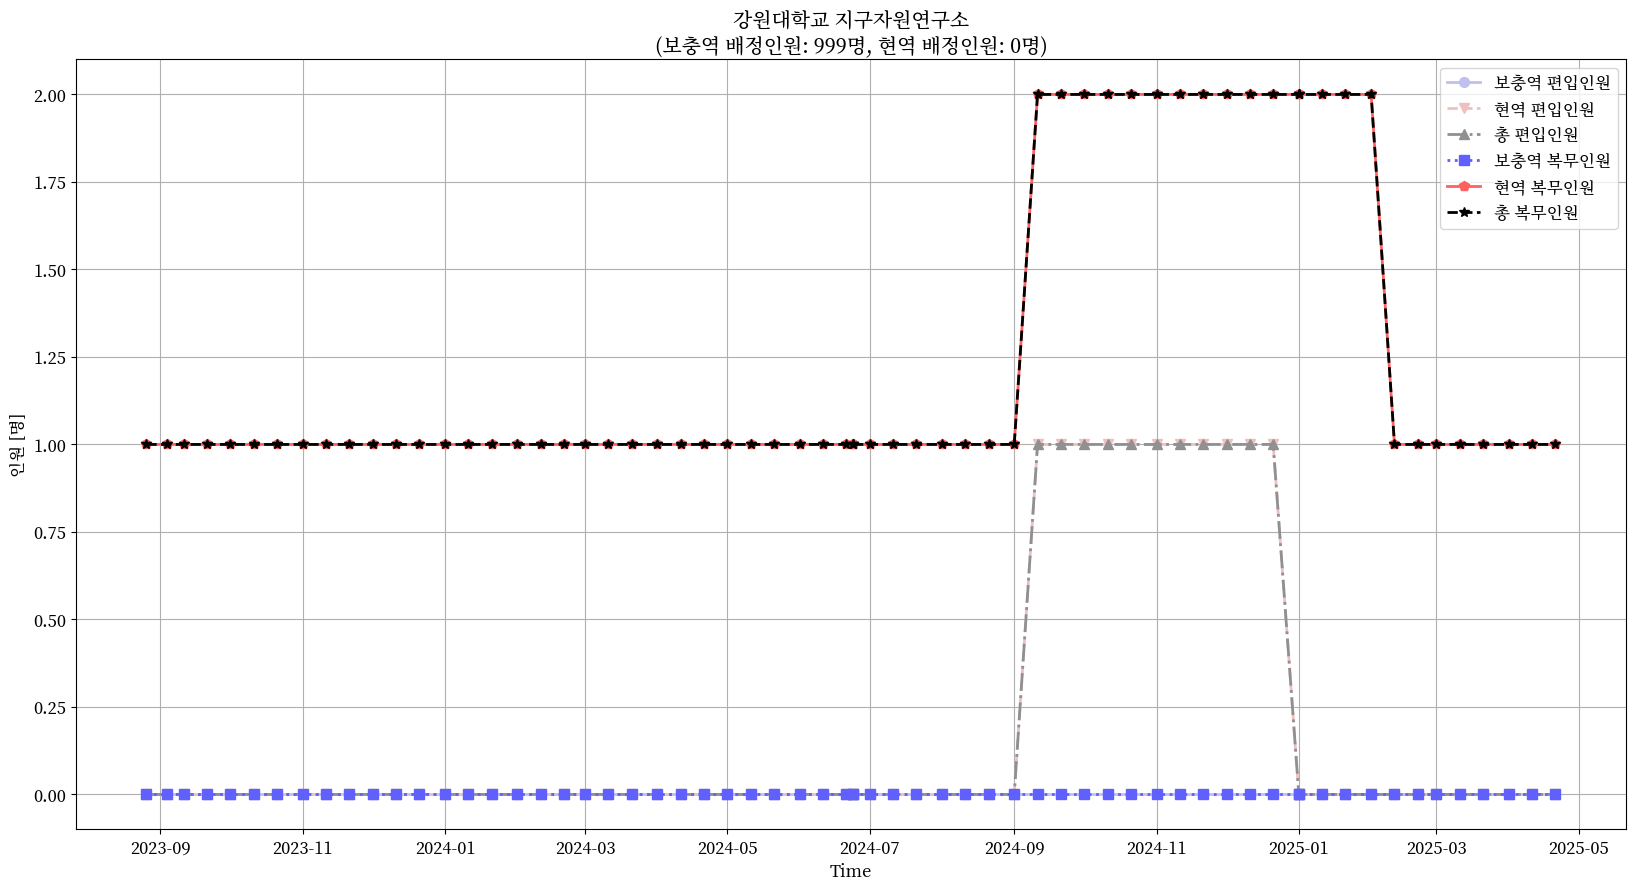 강원대학교 지구자원연구소
(보충역 배정인원: 999명, 현역 배정인원: 0명)
보충역 편입인원
현역 편입인원
총 편입인원
보충역 복무인원
현역 복무인원
총 복무인원
인원 [명]
2.00
1.75
1.50
1.25
1.00
0.75
0.50
0.25
0.00
2023-09 2023-11 2024-01 2024-03 2024-05 2024-07 2024-09 2024-11 2025-01 2025-03 2025-05
Time